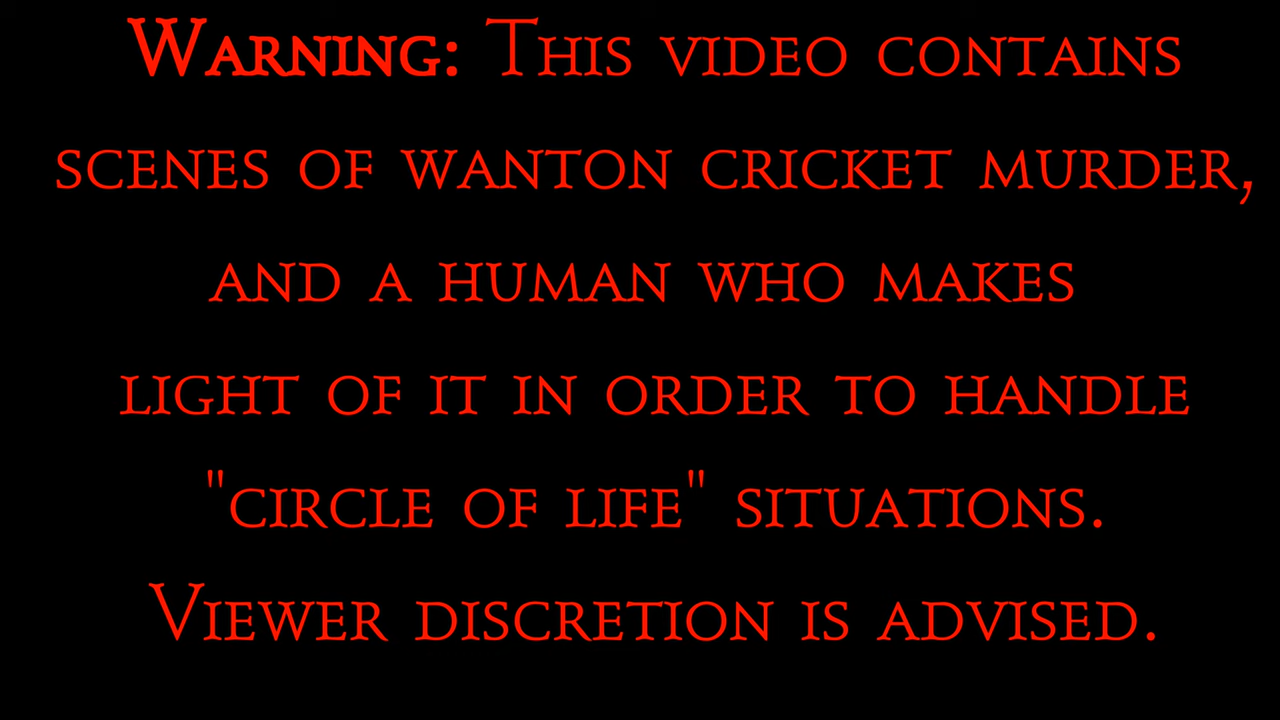 Warning: This video contains
scenes of wanton cricket murder,
and a human who makes
light of it in order to handle
"circle of life" situations.
Viewer discretion is advised.